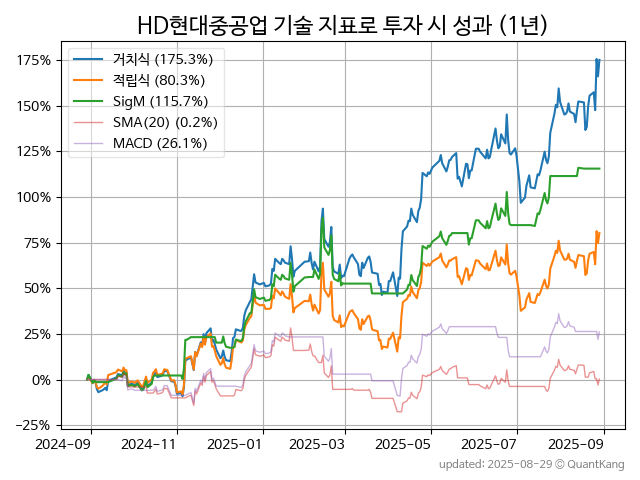 HD현대중공업 기술 지표로 투자 시 성과 (1년)
거치식 (175.3%)
적립식 (80.3%)
SigM (115.7%)
SMA(20) (0.2%)
MACD (26.1%)
175%
150%
125%
100%
75%
50%
25%
0%
-25%
2024-09 2024-11 2025-01 2025-03 2025-05 2025-07 2025-09
updated: 2025-08-29 © QuantKang